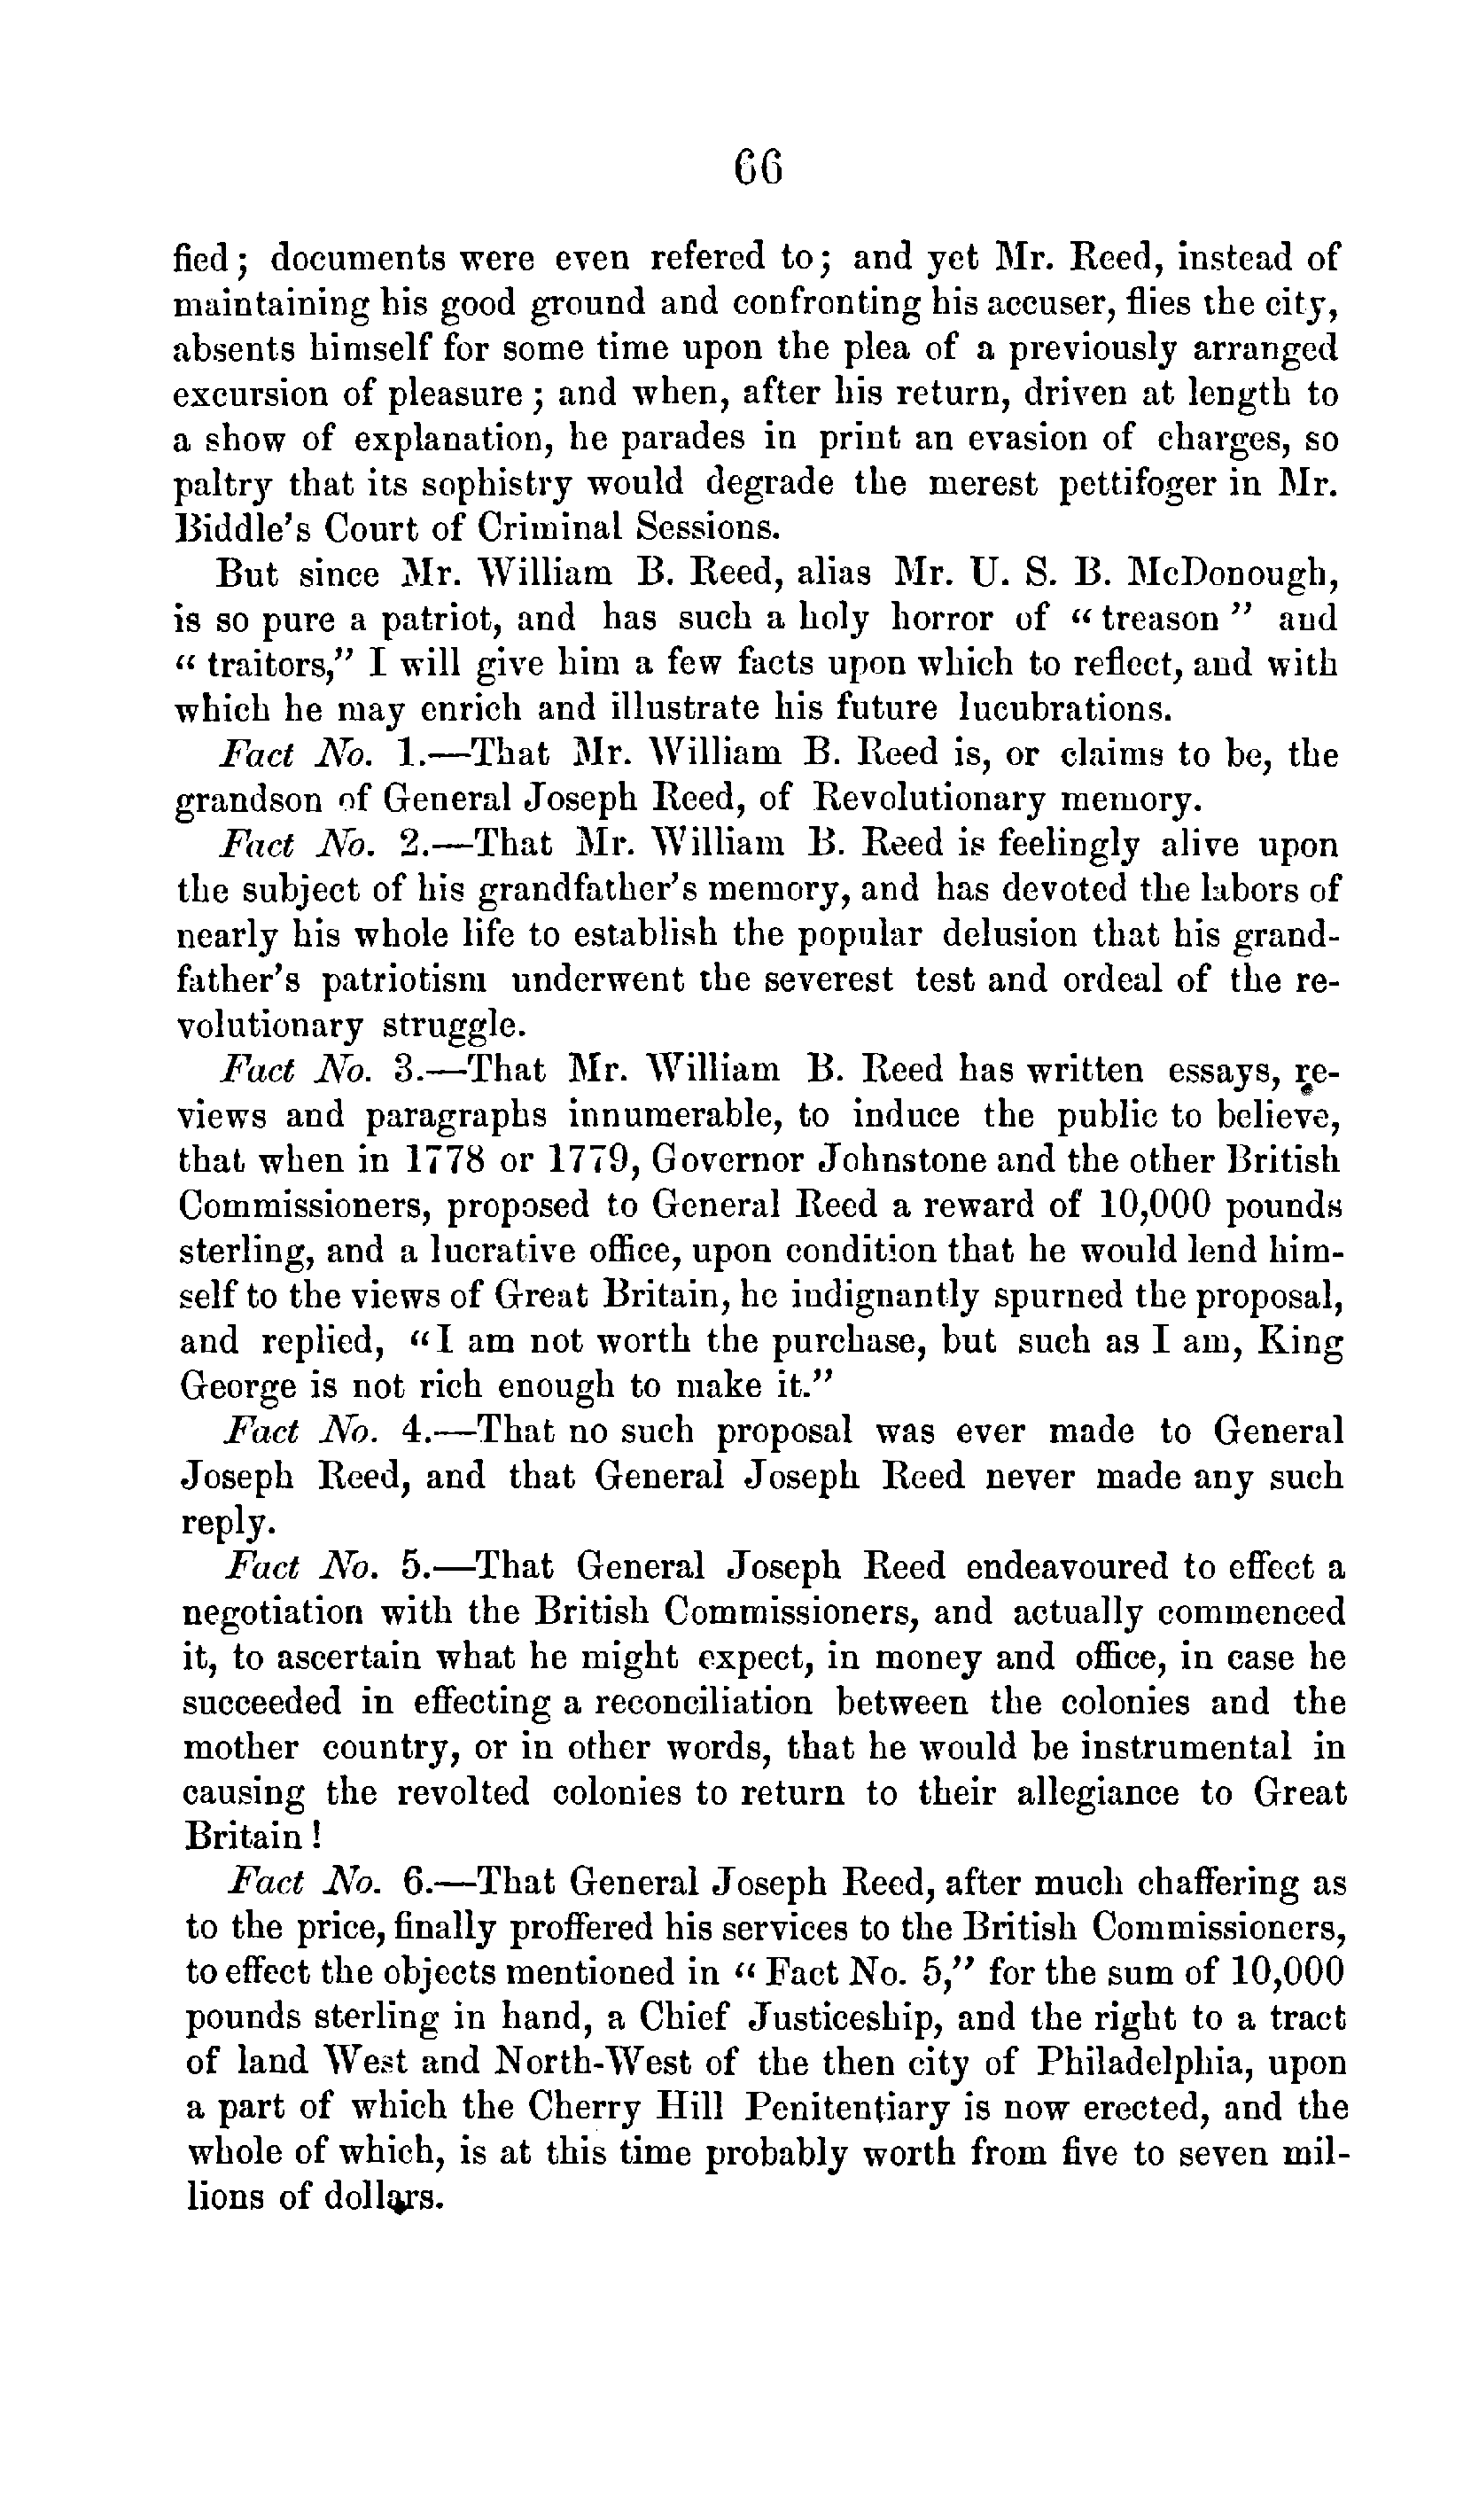 66
fied; documents were even refered to; and yet Mr. Reed, instead of
maintaining his good ground and confronting his accuser, flies the city,
absents himself for some time upon the plea of a previously arranged
excursion of pleasure; and when, after his return, driven at length to
a show of explanation, he parades in print an evasion of charges, so
paltry that its sophistry would degrade the merest pettifoger in Mr.
Biddle's Court of Criminal Sessions.
But since Mr. William B. Reed, alias Mr. U. S. B. McDonough,
is so pure a patriot, and has such a holy horror of "treason" and
"traitors," I will give him a few facts upon which to reflect, and with
which he may enrich and illustrate his future lucubrations.
Fact No. 1.—That Mr. William B. Reed is, or claims to be, the
grandson of General Joseph Reed, of Revolutionary memory.
Fact No. 2.—That Mr. William B. Reed is feelingly alive upon
the subject of his grandfather's memory, and has devoted the labors of
nearly his whole life to establish the popular delusion that his grand-
father's patriotism underwent the severest test and ordeal of the re-
volutionary struggle.
Fact No. 3.—That Mr. William B. Reed has written essays, re-
views and paragraphs innumerable, to induce the public to believe,
that when in 1778 or 1779, Governor Johnstone and the other British
Commissioners, proposed to General Reed a reward of 10,000 pounds
sterling, and a lucrative office, upon condition that he would lend him-
self to the views of Great Britain, he indignantly spurned the proposal,
and replied, "I am not worth the purchase, but such as I am, King
George is not rich enough to make it."
Fact No. 4.—That no such proposal was ever made to General
Joseph Reed, and that General Joseph Reed never made any such
reply.
Fact No. 5.—That General Joseph Reed endeavoured to effect a
negotiation with the British Commissioners, and actually commenced
it, to ascertain what he might expect, in money and office, in case he
succeeded in effecting a reconciliation between the colonies and the
mother country, or in other words, that he would be instrumental in
causing the revolted colonies to return to their allegiance to Great
Britain!
Fact No. 6.—That General Joseph Reed, after much chaffering as
to the price, finally proffered his services to the British Commissioners,
to effect the objects mentioned in "Fact No. 5," for the sum of 10,000
pounds sterling in hand, a Chief Justiceship, and the right to a tract
of land West and North-West of the then city of Philadelphia, upon
a part of which the Cherry Hill Penitentiary is now erected, and the
whole of which, is at this time probably worth from five to seven mil-
lions of dollars.